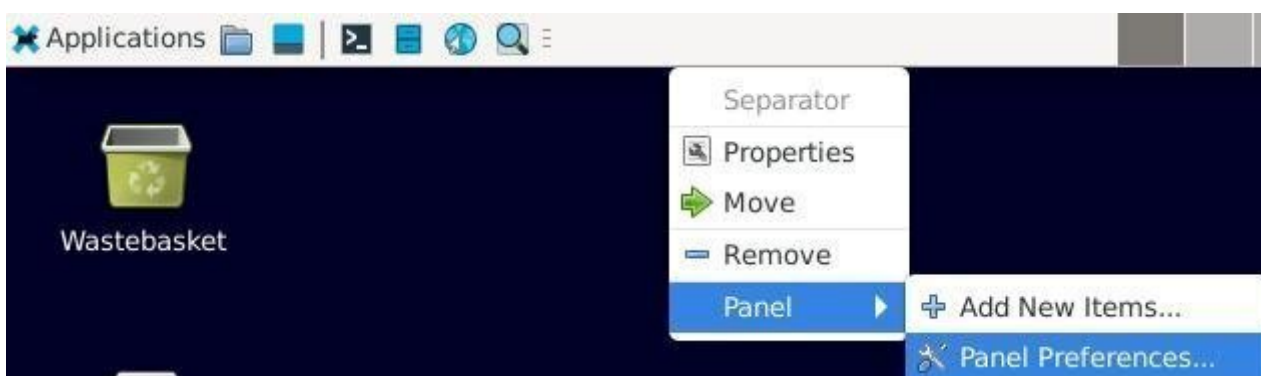 Applications
Separator
Properties
Move
Wastebasket
Remove
Panel
Add New Items...
Panel Preferences...